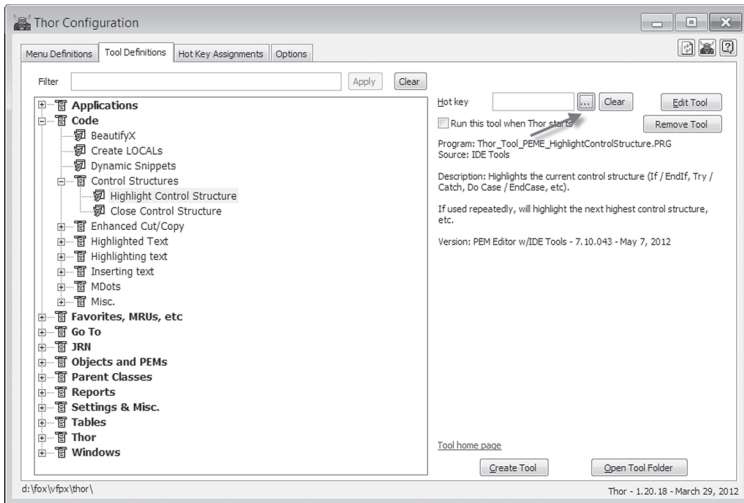 Thor Configuration
Menu Definitions Tool Definitions Hot Key Assignments Options
Filter Apply Clear
Applications
Code
BeautifyX
Create LOCALs
Dynamic Snippets
Control Structures
Highlight Control Structure
Close Control Structure
Enhanced Cut/Copy
Highlighted Text
Highlighting text
Inserting text
MDots
Misc.
Favorites, MRUs, etc
Go To
JRN
Objects and PEMs
Parent Classes
Reports
Settings & Misc.
Tables
Thor
Windows
Hot key ... Clear Edit Tool
Run this tool when Thor starts Remove Tool
Program: Thor_Tool_PEME_HighlightControlStructure.PRG
Source: IDE Tools
Description: Highlights the current control structure (If / EndIf, Try /
Catch, Do Case / EndCase, etc).
If used repeatedly, will highlight the next highest control structure,
etc.
Version: PEM Editor w/IDE Tools - 7.10.043 - May 7, 2012
Tool home page
Create Tool Open Tool Folder
d:\fox\vfpx\thor\ Thor - 1.20.18 - March 29, 2012